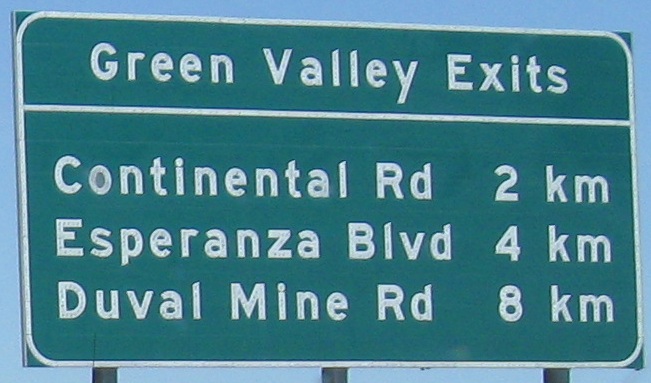 Green Valley Exits
Continental Rd 2 km
Esperanza Blvd 4 km
Duval Mine Rd 8 km